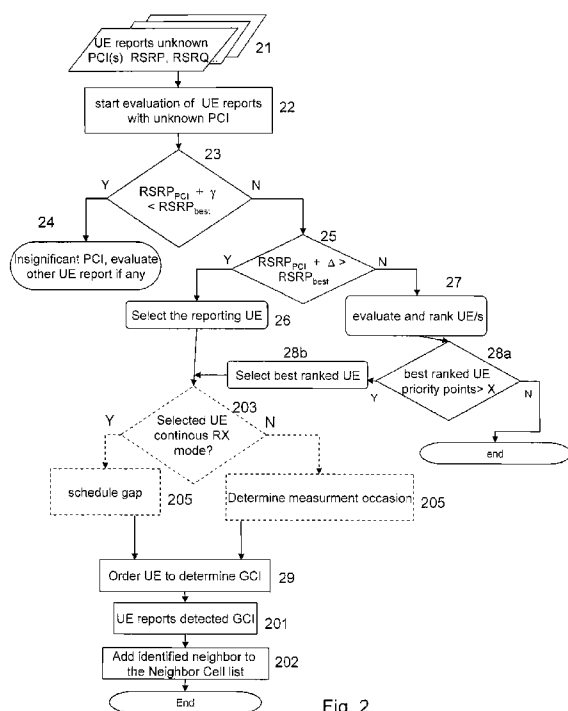 UE reports unknown
PCI(s) RSRP, RSRQ...
21
start evaluation of UE reports
with unknown PCI
22
23
Y
N
RSRP_PCI + γ
< RSRP_best
24
Insignificant PCI, evaluate
other UE report if any
25
Y
N
RSRP_PCI + Δ >
RSRP_best
27
Select the reporting UE
26
evaluate and rank UE/s
28b
28a
Select best ranked UE
best ranked UE
priority points> X
Y
N
203
Y
N
Selected UE
continous RX
mode?
end
schedule gap
205
Determine measurment occasion
205
Order UE to determine GCI
29
UE reports detected GCI
201
Add identified neighbor to
the Neighbor Cell list
202
End
Fig. 2